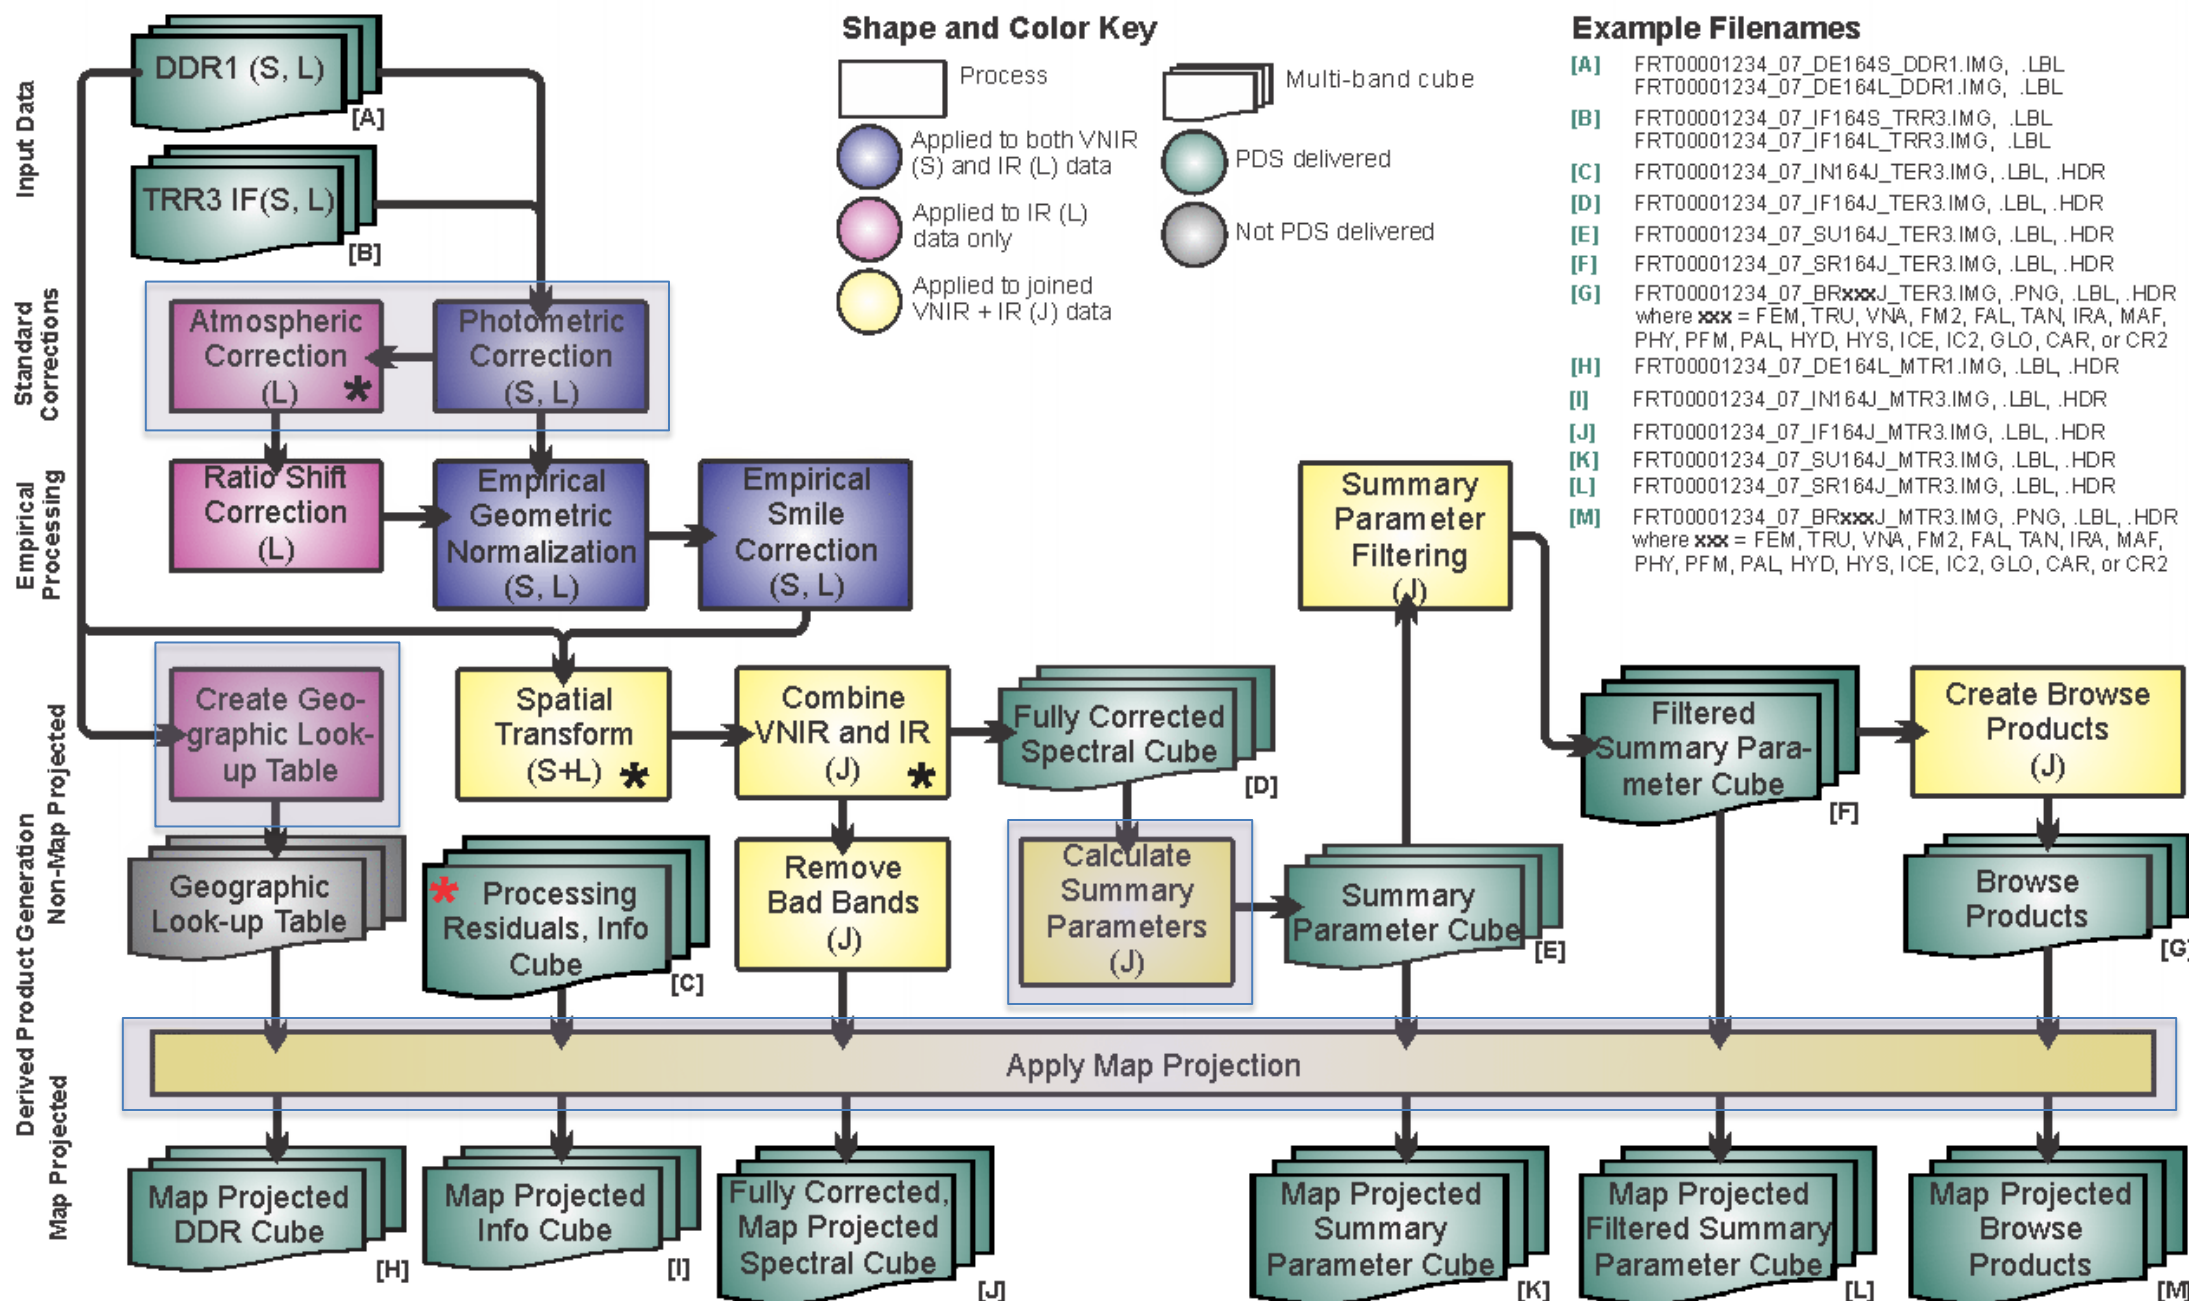 DDR1 (S, L)
[A]
TRR3 IF(S, L)
[B]
Input Data
Standard
Corrections
Empirical
Processing
Derived Product Generation
Non-Map Projected
Map Projected
Shape and Color Key
Process
Multi-band cube
Applied to both VNIR
(S) and IR (L) data
PDS delivered
Applied to IR (L)
data only
Not PDS delivered
Applied to joined
VNIR + IR (J) data
Example Filenames
[A] FRT00001234_07_DE164S_DDR1.IMG, .LBL
FRT00001234_07_DE164L_DDR1.IMG, .LBL
[B] FRT00001234_07_IF164S_TRR3.IMG, .LBL
FRT00001234_07_IF164L_TRR3.IMG, .LBL
[C] FRT00001234_07_IN164J_TER3.IMG, .LBL, .HDR
[D] FRT00001234_07_IF164J_TER3.IMG, .LBL, .HDR
[E] FRT00001234_07_SU164J_TER3.IMG, .LBL, .HDR
[F] FRT00001234_07_SR164J_TER3.IMG, .LBL, .HDR
[G] FRT00001234_07_BRxxxJ_TER3.IMG, .PNG, .LBL, .HDR
where xxx = FEM, TRU, VNA, FM2, FAL, TAN, IRA, MAF,
PHY, PFM, PAL, HYD, HYS, ICE, IC2, GLO, CAR, or CR2
[H] FRT00001234_07_DE164L_MTR1.IMG, .LBL, .HDR
[I] FRT00001234_07_IN164J_MTR3.IMG, .LBL, .HDR
[J] FRT00001234_07_IF164J_MTR3.IMG, .LBL, .HDR
[K] FRT00001234_07_SU164J_MTR3.IMG, .LBL, .HDR
[L] FRT00001234_07_SR164J_MTR3.IMG, .LBL, .HDR
[M] FRT00001234_07_BRxxxJ_MTR3.IMG, .PNG, .LBL, .HDR
where xxx = FEM, TRU, VNA, FM2, FAL, TAN, IRA, MAF,
PHY, PFM, PAL, HYD, HYS, ICE, IC2, GLO, CAR, or CR2
Atmospheric
Correction
(L) *
Photometric
Correction
(S, L)
Ratio Shift
Correction
(L)
Empirical
Geometric
Normalization
(S, L)
Empirical
Smile
Correction
(S, L)
Summary
Parameter
Filtering
(J)
Create Geo-
graphic Look-
up Table
Spatial
Transform
(S+L) *
Combine
VNIR and IR
(J) *
Fully Corrected
Spectral Cube
[D]
Filtered
Summary Para-
meter Cube
[F]
Create Browse
Products
(J)
Geographic
Look-up Table
* Processing
Residuals, Info
Cube
[C]
Remove
Bad Bands
(J)
Calculate
Summary
Parameters
(J)
Summary
Parameter Cube
[E]
Browse
Products
[G]
Apply Map Projection
Map Projected
DDR Cube
[H]
Map Projected
Info Cube
[I]
Fully Corrected,
Map Projected
Spectral Cube
[J]
Map Projected
Summary
Parameter Cube
[K]
Map Projected
Filtered Summary
Parameter Cube
[L]
Map Projected
Browse
Products
[M]